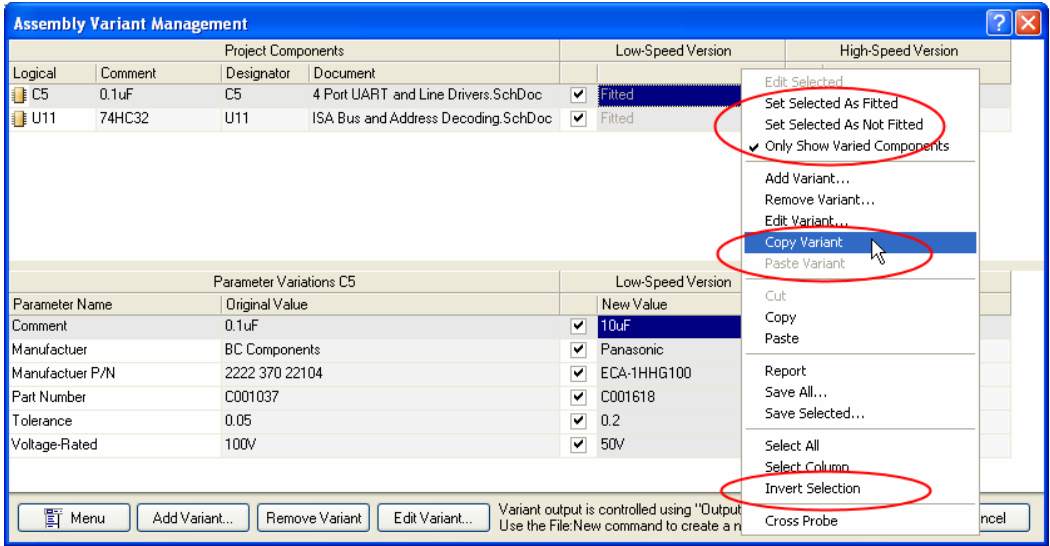 Assembly Variant Management
Project Components Low-Speed Version High-Speed Version
Logical Comment Designator Document
C5 0.1uF C5 4 Port UART and Line Drivers.SchDoc Fitted
U11 74HC32 U11 ISA Bus and Address Decoding.SchDoc Fitted
Edit Selected
Set Selected As Fitted
Set Selected As Not Fitted
Only Show Varied Components
Add Variant...
Remove Variant...
Edit Variant...
Copy Variant
Paste Variant
Cut
Copy
Paste
Report
Save All...
Save Selected...
Select All
Select Column
Invert Selection
Cross Probe
Parameter Variations C5 Low-Speed Version
Parameter Name Original Value New Value
Comment 0.1uF 10uF
Manufactuer BC Components Panasonic
Manufactuer P/N 2222 370 22104 ECA-1HHG100
Part Number C001037 C001618
Tolerance 0.05 0.2
Voltage-Rated 100V 50V
Menu Add Variant... Remove Variant Edit Variant...
Variant output is controlled using "Output
Use the File:New command to create a n
ncel